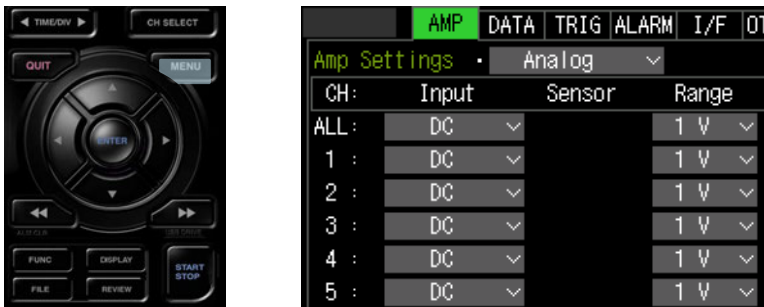 ◀ TIME/DIV ▶
CH SELECT
QUIT
MENU
ENTER
◀◀
▶▶
USB DRIVE
FUNC
DISPLAY
START
STOP
FILE
REVIEW
AMP DATA TRIG ALARM I/F
Amp Settings · Analog
CH: Input Sensor Range
ALL: DC 1 V
1 : DC 1 V
2 : DC 1 V
3 : DC 1 V
4 : DC 1 V
5 : DC 1 V